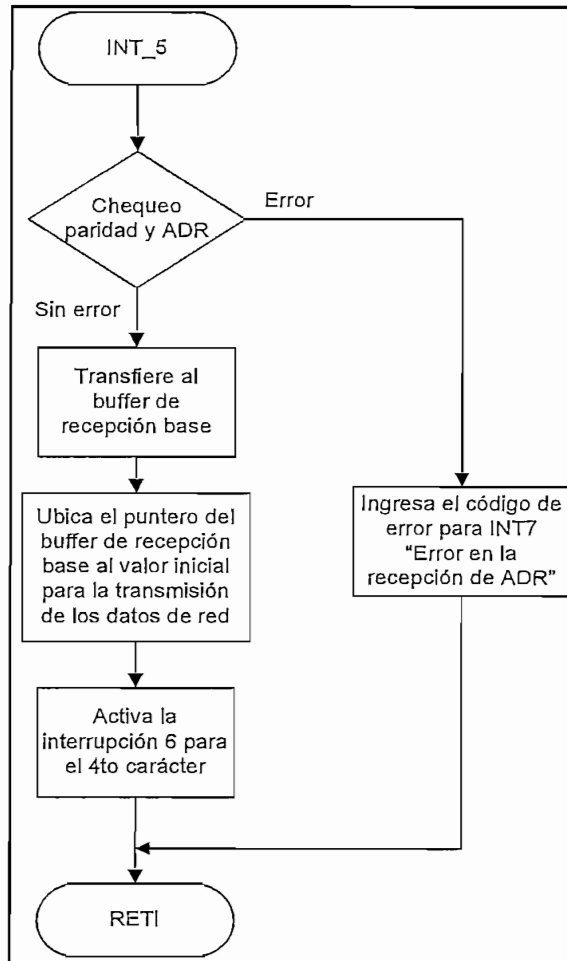 INT_5
Chequeo
paridad y ADR
Error
Sin error
Transfiere al
buffer de
recepción base
Ubica el puntero del
buffer de recepción
base al valor inicial
para la transmisión
de los datos de red
Ingresa el código de
error para INT7
“Error en la
recepción de ADR”
Activa la
interrupción 6 para
el 4to carácter
RETI